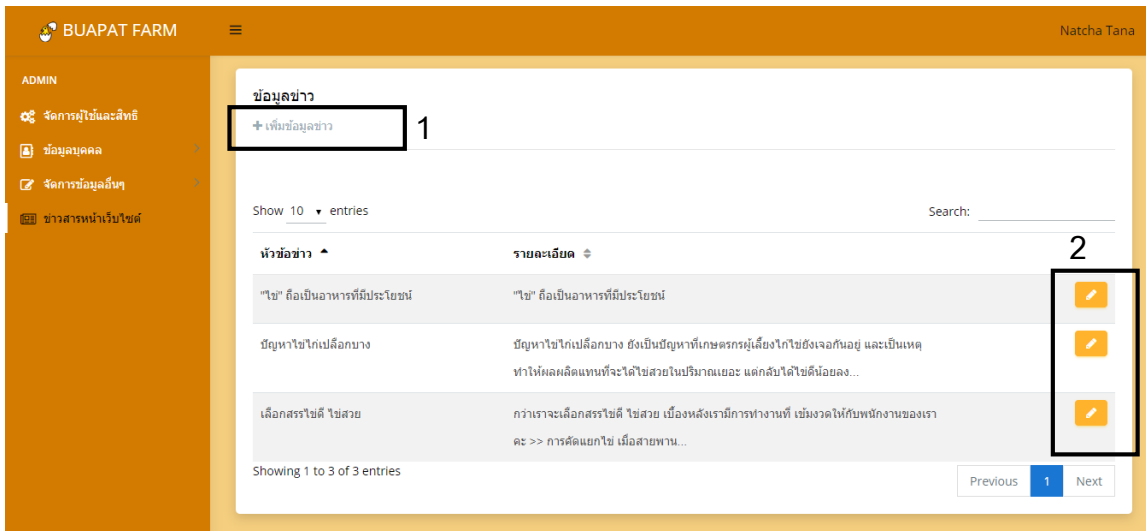 BUAPAT FARM
Natcha Tana
ADMIN
จัดการผู้ใช้และสิทธิ
ข้อมูลบุคคล
จัดการข้อมูลอื่นๆ
ข่าวสารหน้าเว็บไซต์
ข้อมูลข่าว
+ เพิ่มข้อมูลข่าว
1
Show 10 entries
Search:
หัวข้อข่าว
รายละเอียด
2
"ไข่" ถือเป็นอาหารที่มีประโยชน์
"ไข่" ถือเป็นอาหารที่มีประโยชน์
ปัญหาไข่ไก่เปลือกบาง
ปัญหาไข่ไก่เปลือกบาง ยังเป็นปัญหาที่เกษตรกรผู้เลี้ยงไก่ไข่ยังเจอกันอยู่ และเป็นเหตุ
ทำให้ผลผลิตแทนที่จะได้ไข่สวยในปริมาณเยอะ แต่กลับได้ไข่ดีน้อยลง...
เลือกสรรไข่ดี ไข่สวย
กว่าเราจะเลือกสรรไข่ดี ไข่สวย เบื้องหลังเรามีการทำงานที่ เข้มงวดให้กับพนักงานของเรา
คะ >> การคัดแยกไข่ เมื่อสายพาน...
Showing 1 to 3 of 3 entries
Previous 1 Next